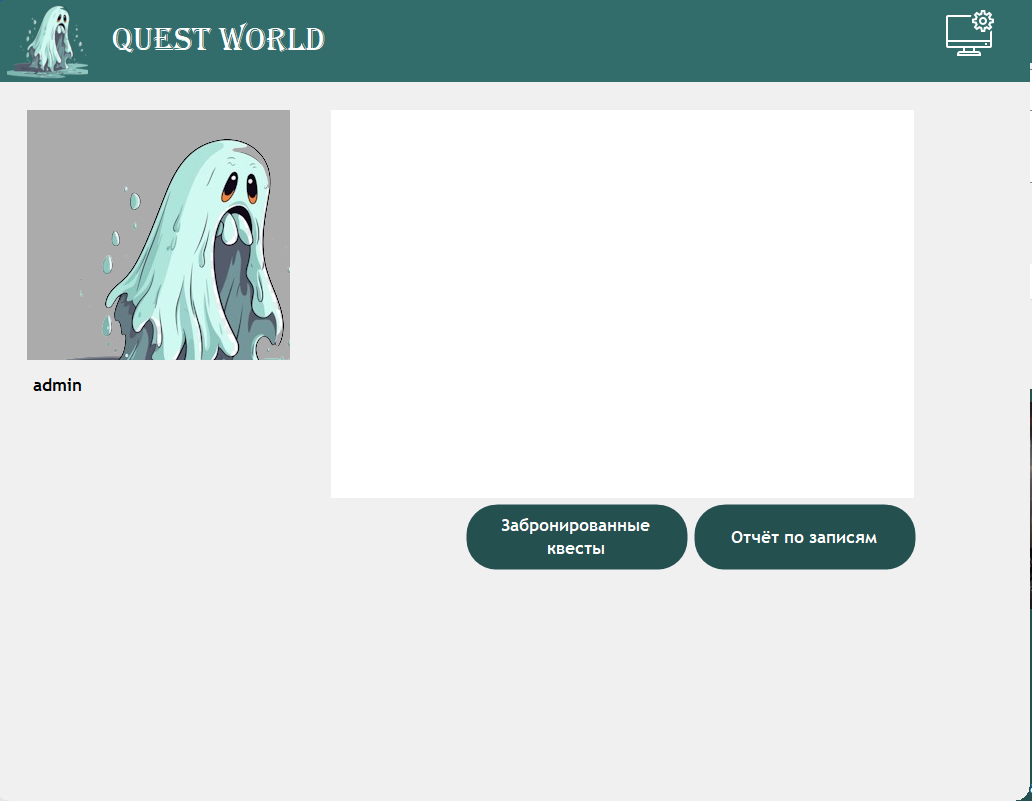 QUEST WORLD
admin
Забронированные
квесты
Отчёт по записям